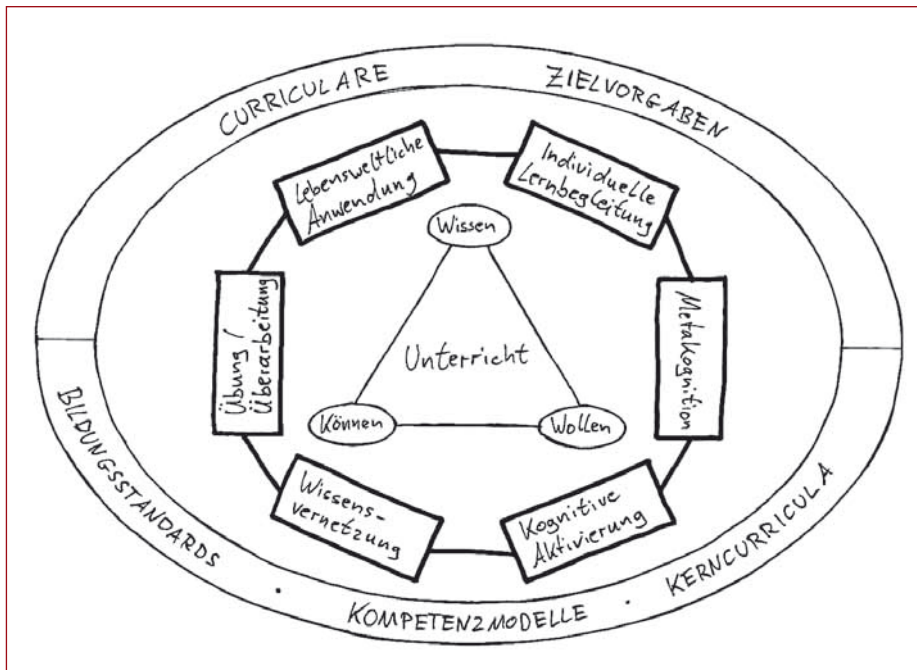 CURRICULARE ZIELVORGABEN
Lebensweltliche
Anwendung
Individuelle
Lernbegleitung
Wissen
Übung /
Überarbeitung
Metakognition
Unterricht
Können
Wollen
Wissens-
vernetzung
Kognitive
Aktivierung
BILDUNGSSTANDARDS · KOMPETENZMODELLE · KERNCURRICULA